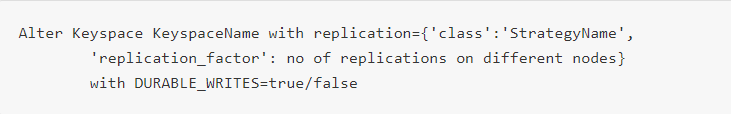 Alter Keyspace KeyspaceName with replication={'class':'StrategyName',
'replication_factor': no of replications on different nodes}
with DURABLE_WRITES=true/false